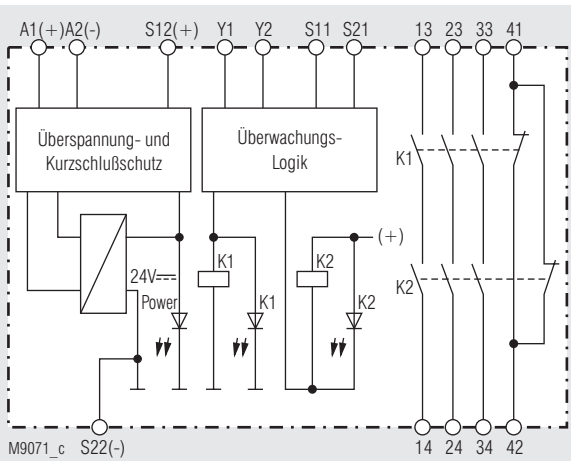 A1(+) A2(-) S12(+) Y1 Y2 S11 S21 13 23 33 41
Überspannung- und
Kurzschlußschutz
Überwachungs-
Logik
K1
(+)
24V
K1
K2
K2
Power
K1
K2
M9071_c S22(-) 14 24 34 42